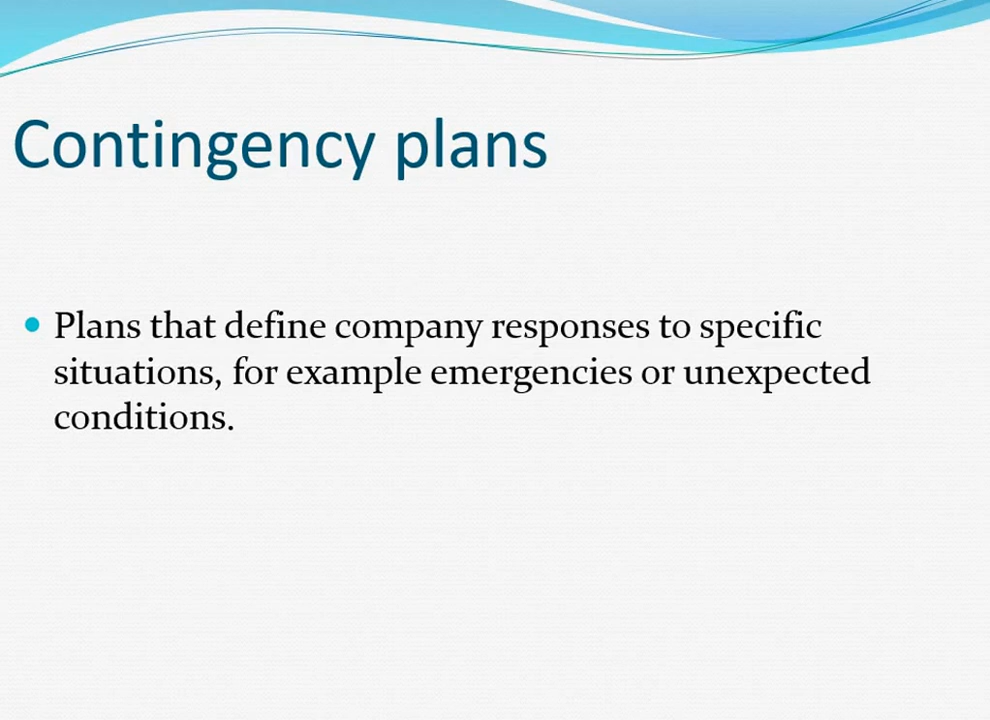 Contingency plans
• Plans that define company responses to specific
situations, for example emergencies or unexpected
conditions.